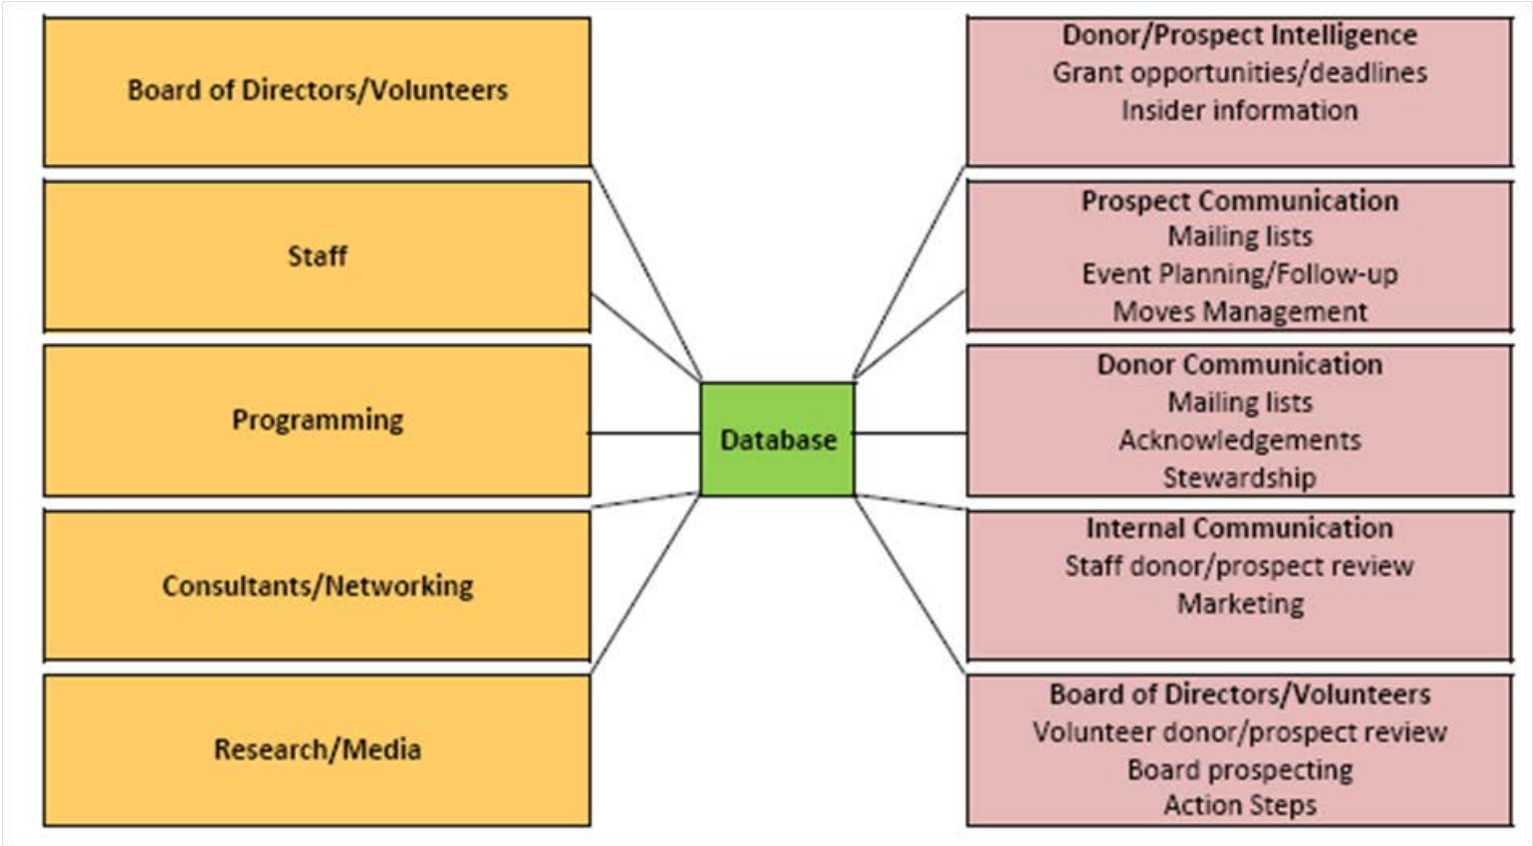 Board of Directors/Volunteers
Staff
Programming
Consultants/Networking
Research/Media
Database
Donor/Prospect Intelligence
Grant opportunities/deadlines
Insider information
Prospect Communication
Mailing lists
Event Planning/Follow-up
Moves Management
Donor Communication
Mailing lists
Acknowledgements
Stewardship
Internal Communication
Staff donor/prospect review
Marketing
Board of Directors/Volunteers
Volunteer donor/prospect review
Board prospecting
Action Steps